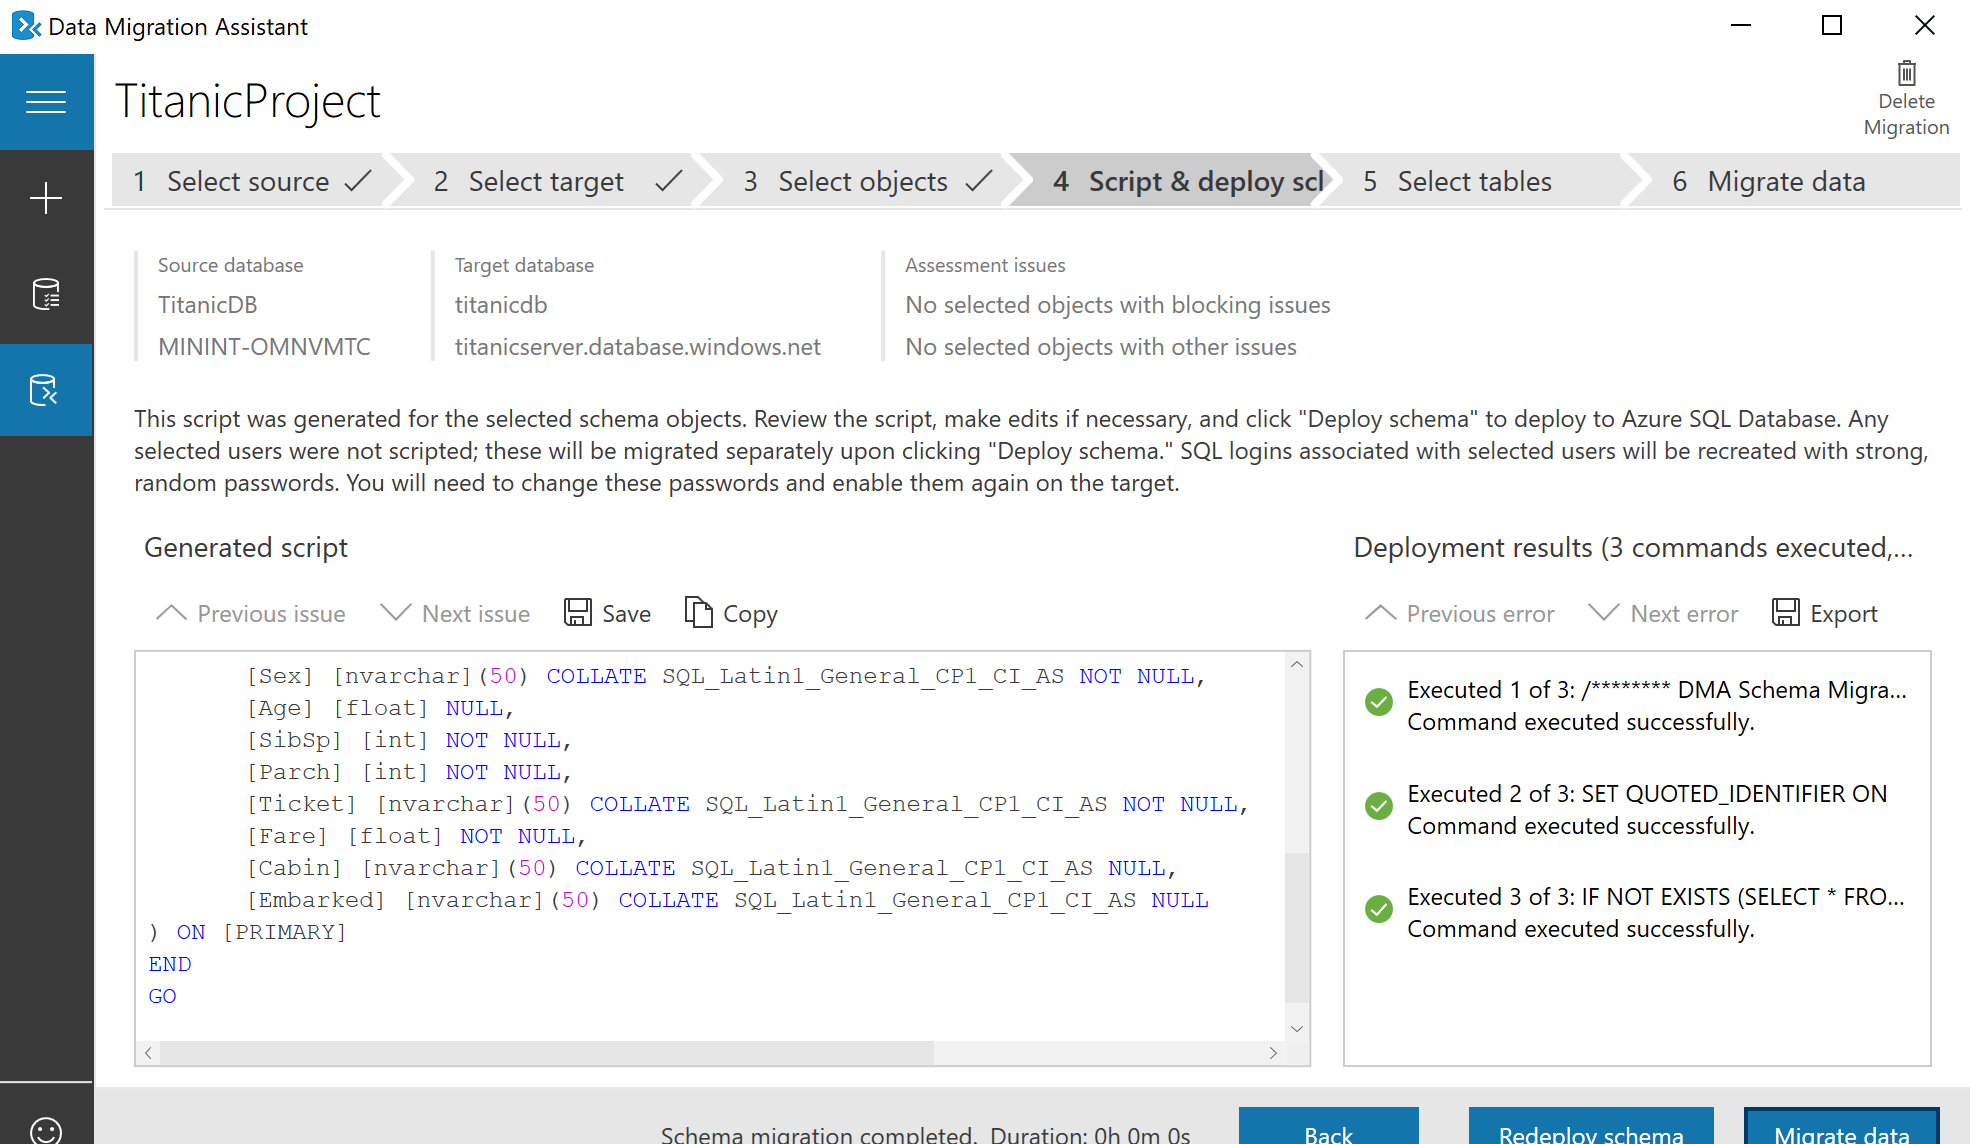 Data Migration Assistant
TitanicProject
Delete
Migration
1 Select source
2 Select target
3 Select objects
4 Script & deploy scl
5 Select tables
6 Migrate data
Source database
TitanicDB
MININT-OMNVMTC
Target database
titanicdb
titanicserver.database.windows.net
Assessment issues
No selected objects with blocking issues
No selected objects with other issues
This script was generated for the selected schema objects. Review the script, make edits if necessary, and click "Deploy schema" to deploy to Azure SQL Database. Any
selected users were not scripted; these will be migrated separately upon clicking "Deploy schema." SQL logins associated with selected users will be recreated with strong,
random passwords. You will need to change these passwords and enable them again on the target.
Generated script
Previous issue
Next issue
Save
Copy
[Sex] [nvarchar](50) COLLATE SQL_Latin1_General_CP1_CI_AS NOT NULL,
[Age] [float] NULL,
[SibSp] [int] NOT NULL,
[Parch] [int] NOT NULL,
[Ticket] [nvarchar](50) COLLATE SQL_Latin1_General_CP1_CI_AS NOT NULL,
[Fare] [float] NOT NULL,
[Cabin] [nvarchar](50) COLLATE SQL_Latin1_General_CP1_CI_AS NULL,
[Embarked] [nvarchar](50) COLLATE SQL_Latin1_General_CP1_CI_AS NULL
) ON [PRIMARY]
END
GO
Deployment results (3 commands executed,...
Previous error
Next error
Export
Executed 1 of 3: /******** DMA Schema Migra...
Command executed successfully.
Executed 2 of 3: SET QUOTED_IDENTIFIER ON
Command executed successfully.
Executed 3 of 3: IF NOT EXISTS (SELECT * FRO...
Command executed successfully.
Schema migration completed. Duration: 0h 0m 0s
Back
Redeploy schema
Migrate data